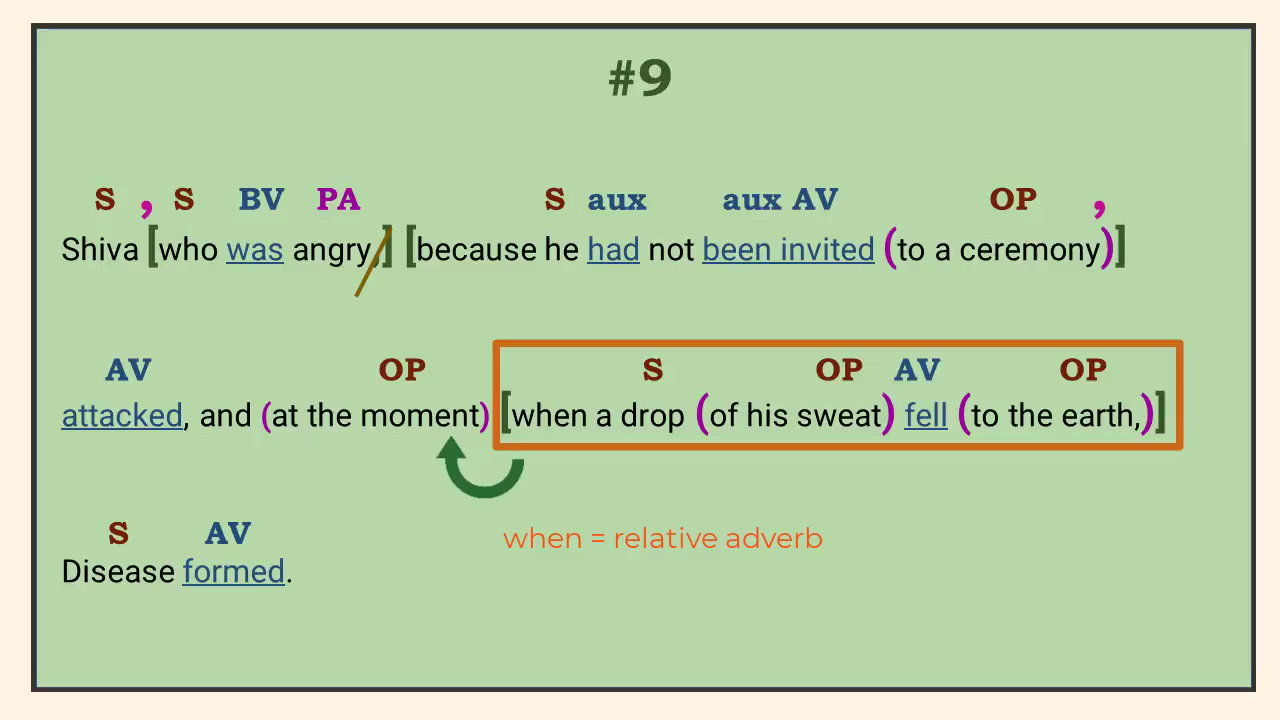 #9
S , S BV PA S aux aux AV OP ,
Shiva [who was angry,] [because he had not been invited (to a ceremony)]
AV OP S OP AV OP
attacked, and (at the moment) [when a drop (of his sweat) fell (to the earth,)]
S AV
when = relative adverb
Disease formed.